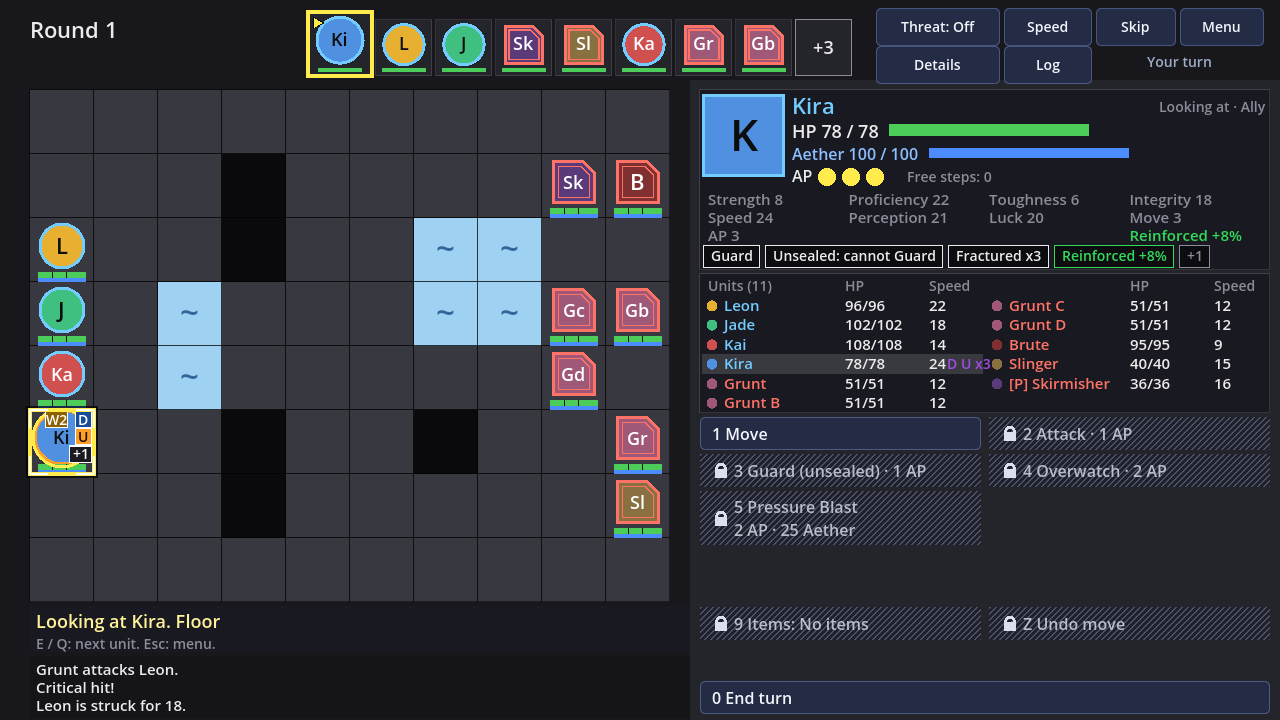 Round 1
Ki
L
J
Sk
Sl
Ka
Gr
Gb
+3
Threat: Off
Speed
Skip
Menu
Details
Log
Your turn
Sk
B
L
~
~
J
~
~
~
Gc
Gb
Ka
~
Gd
Ki
W2
D
U
+1
Gr
Sl
K
Kira
Looking at · Ally
HP 78 / 78
Aether 100 / 100
AP
Free steps: 0
Strength 8
Proficiency 22
Toughness 6
Integrity 18
Speed 24
Perception 21
Luck 20
Move 3
AP 3
Reinforced +8%
Guard
Unsealed: cannot Guard
Fractured x3
Reinforced +8%
+1
Units (11)
HP
Speed
HP
Speed
Leon 96/96 22
Grunt C 51/51 12
Jade 102/102 18
Grunt D 51/51 12
Kai 108/108 14
Brute 95/95 9
Kira 78/78 24 D U x3
Slinger 40/40 15
Grunt 51/51 12
[P] Skirmisher 36/36 16
Grunt B 51/51 12
1 Move
2 Attack · 1 AP
3 Guard (unsealed) · 1 AP
4 Overwatch · 2 AP
5 Pressure Blast
2 AP · 25 Aether
9 Items: No items
Z Undo move
0 End turn
Looking at Kira. Floor
E / Q: next unit. Esc: menu.
Grunt attacks Leon.
Critical hit!
Leon is struck for 18.